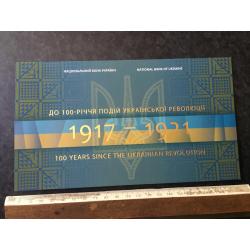 НАЦІОНАЛЬНИЙ БАНК УКРАЇНИ
NATIONAL BANK OF UKRAINE
ДО 100-РІЧЧЯ ПОДІЙ УКРАЇНСЬКОЇ РЕВОЛЮЦІЇ
1917 – 1921
100 YEARS SINCE THE UKRAINIAN REVOLUTION